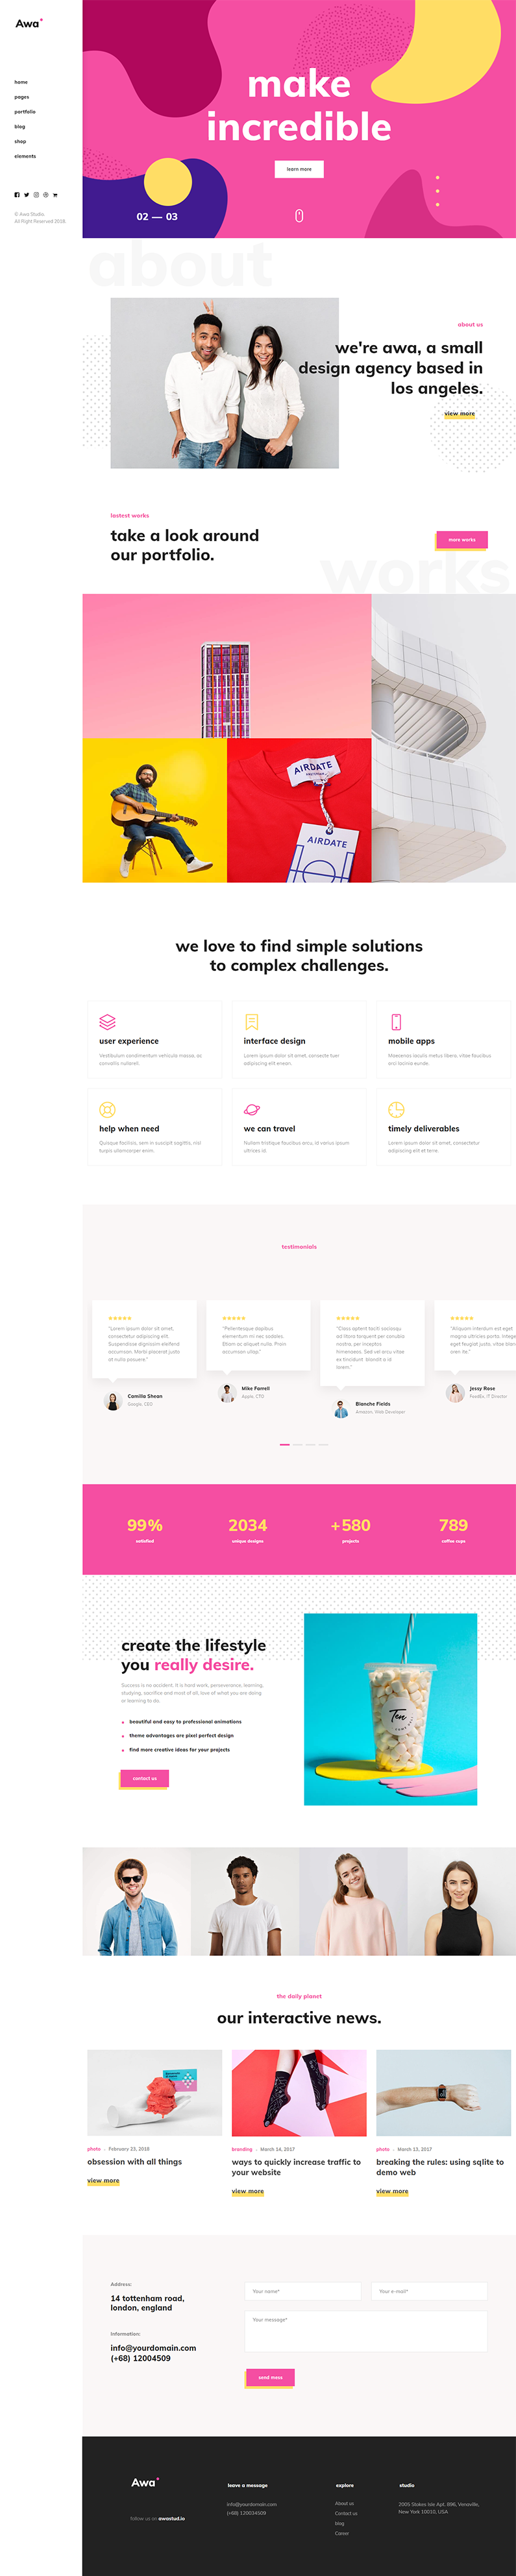 Awa
home
pages
portfolio
blog
shop
elements
© Awa Studio.
All Right Reserved 2018.
make
incredible
learn more
02 — 03
about
about us
we're awa, a small
design agency based in
los angeles.
view more
lastest works
take a look around
our portfolio.
more works
works
AIRDATE
AIRDATE
we love to find simple solutions
to complex challenges.
user experience
Vestibulum condimentum vehicula massa, ac
convallis nullareti.
interface design
Lorem ipsum dolor sit amet, consecte tuer
adipiscing elit enean.
mobile apps
Maecenas iaculis metus libero, vitae faucibus
orci lacinia eunde.
help when need
Quisque facilisis, sem in suscipit sagittis, nisl
turpis ullamcorper enim.
we can travel
Nullam tristique faucibus arcu, id varius ipsum
ultrices id.
timely deliverables
Lorem ipsum dolor sit amet, consectetur
adipiscing elit et terre.
testimonials
"Lorem ipsum dolor sit amet,
consectetur adipiscing elit.
Suspendisse dignissim eleifend
accumsan. Morbi placerat justo
at nulla posuere."
Camilla Shean
Google, CEO
"Pellentesque dapibus
elementum mi nec sodales.
Etiam ac aliquet nulla. Proin
accumsan ullap."
Mike Farrell
Apple, CTO
"Class aptent taciti sociosqu
ad litora torquent per conubia
nostra, per inceptos
himenaeos. Sed at arcu vitae
ex tincidunt blandit a id
lorem."
Blanche Fields
Amazon, Web Developer
"Aliquam interdum est eget
magna ultricies porta. Intege
eget feugiat justo, vitae blan
oren ite."
Jessy Rose
FeedEx, IT Director
99%
satisfied
2034
unique designs
+580
projects
789
coffee cups
create the lifestyle
you really desire.
Success is no accident. It is hard work, perseverance, learning,
studying, sacrifice and most of all, love of what you are doing
or learning to do.
beautiful and easy to professional animations
theme advantages are pixel perfect design
find more creative ideas for your projects
contact us
Ten
the daily planet
our interactive news.
photo - February 23, 2018
obsession with all things
view more
branding - March 14, 2017
ways to quickly increase traffic to
your website
view more
photo - March 13, 2017
breaking the rules: using sqlite to
demo web
view more
Address:
14 tottenham road,
london, england
Information:
info@yourdomain.com
(+68) 12004509
Your name*
Your e-mail*
Your message*
send mess
Awa
follow us on awastud.io
leave a message
info@yourdomain.com
(+68) 120034509
explore
About us
Contact us
blog
Career
studio
2005 Stokes Isle Apt. 896, Venaville,
New York 10010, USA